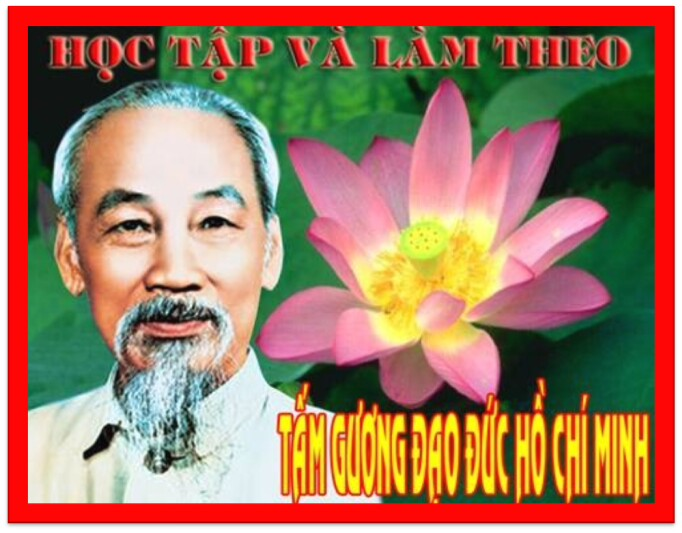 HỌC TẬP VÀ LÀM THEO
TẤM GƯƠNG ĐẠO ĐỨC HỒ CHÍ MINH